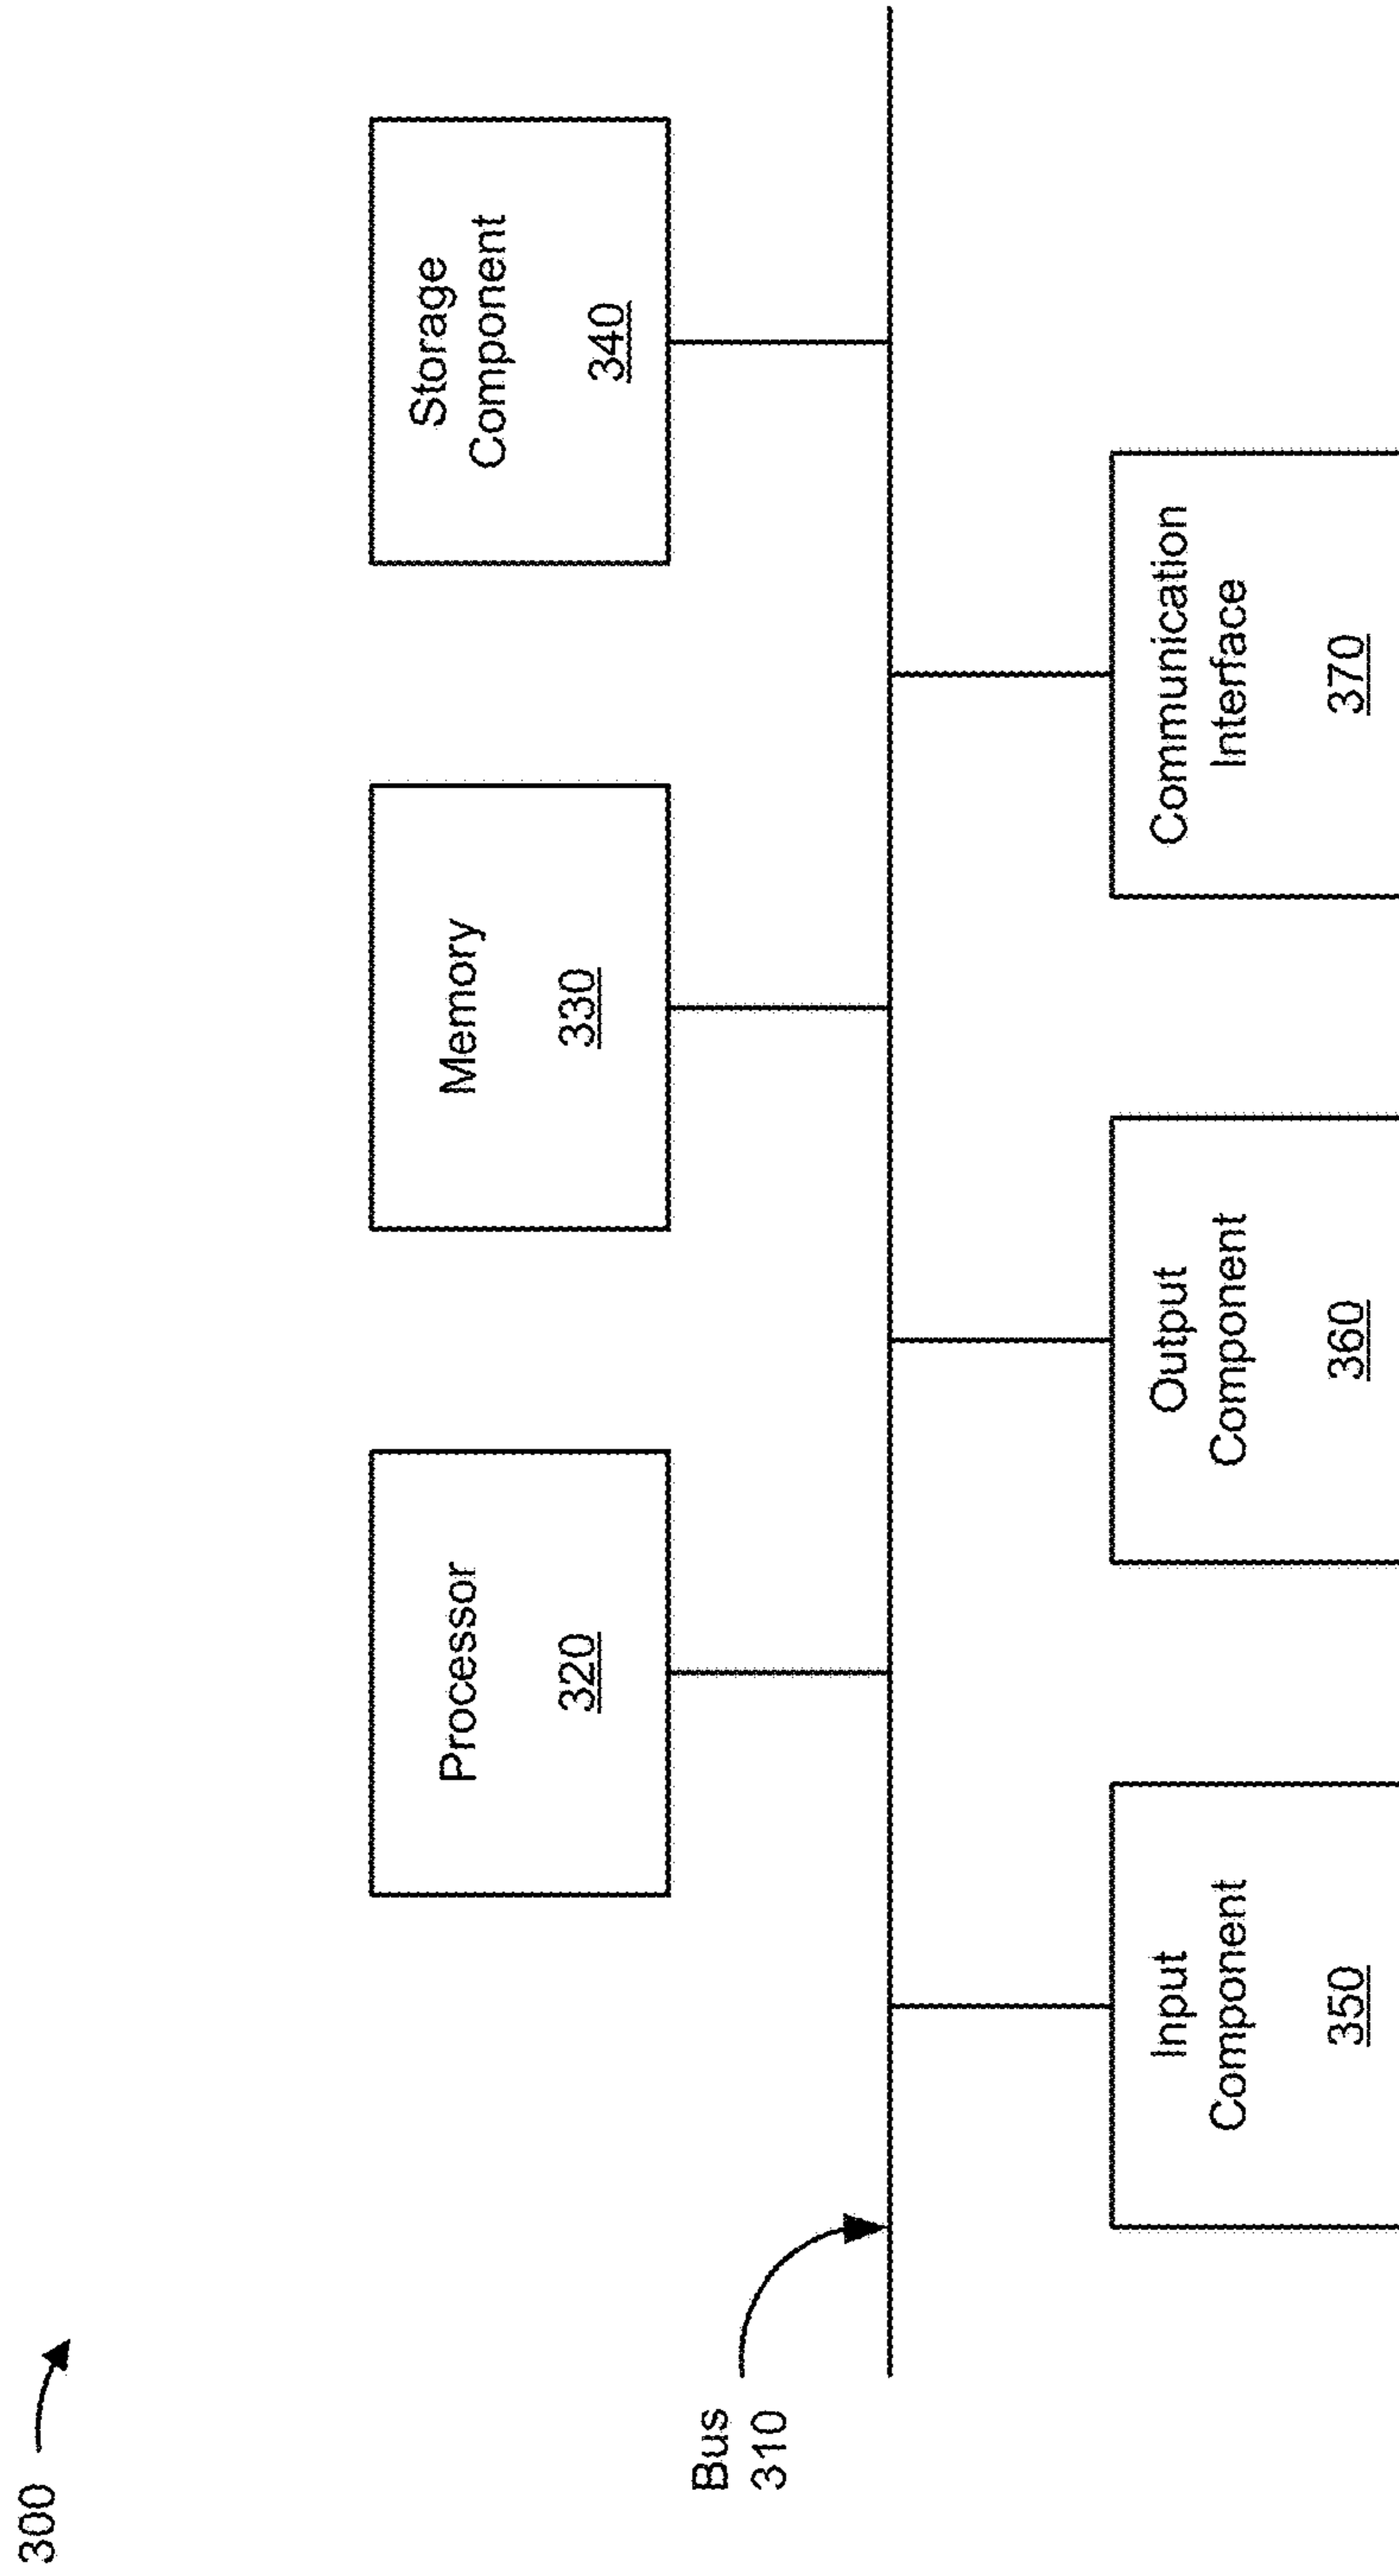 300
Processor
320
Memory
330
Storage
Component
340
Bus
310
Input
Component
350
Output
Component
360
Communication
Interface
370